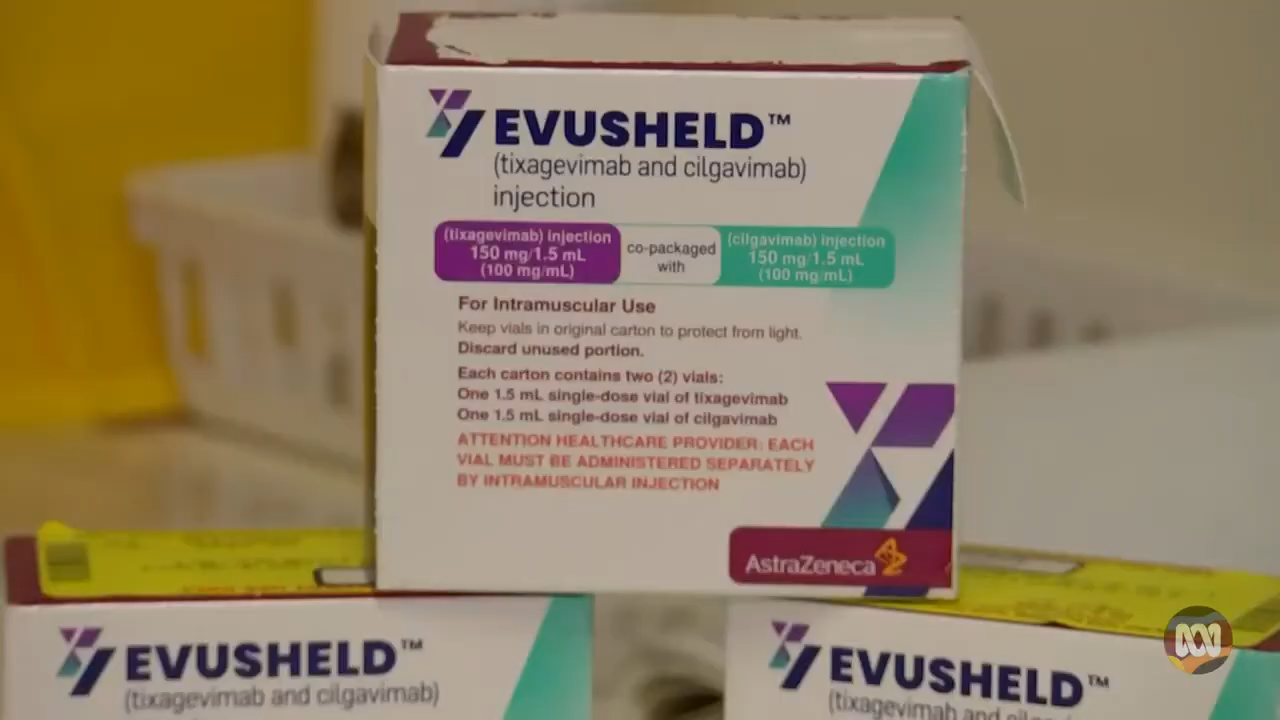 EVUSHELD™
(tixagevimab and cilgavimab)
injection
(tixagevimab) injection
150 mg/1.5 mL
(100 mg/mL)
co-packaged
with
(cilgavimab) injection
150 mg/1.5 mL
(100 mg/mL)
For Intramuscular Use
Keep vials in original carton to protect from light.
Discard unused portion.
Each carton contains two (2) vials:
One 1.5 mL single-dose vial of tixagevimab
One 1.5 mL single-dose vial of cilgavimab
ATTENTION HEALTHCARE PROVIDER: EACH
VIAL MUST BE ADMINISTERED SEPARATELY
BY INTRAMUSCULAR INJECTION
AstraZeneca
EVUSHELD™
(tixagevimab and cilgavimab)
EVUSHELD™
(tixagevimab and